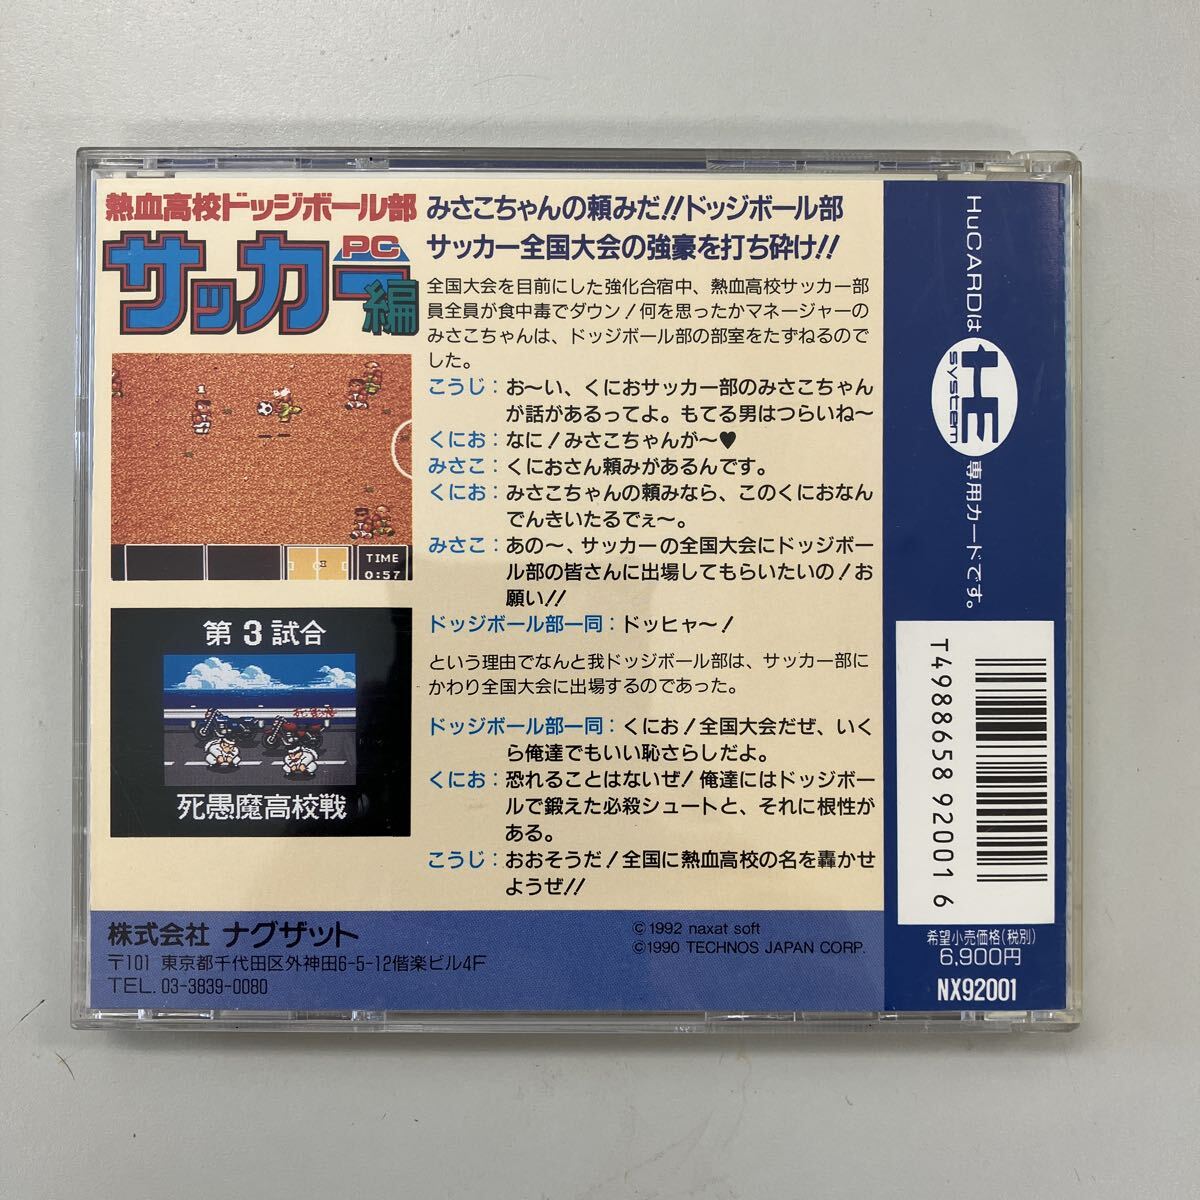 熱血高校ドッジボール部
PC
サッカー編
TIME
0:57
第3試合
死愚魔高校戦
みさこちゃんの頼みだ!!ドッジボール部
サッカー全国大会の強豪を打ち砕け!!
全国大会を目前にした強化合宿中、熱血高校サッカー部
員全員が食中毒でダウン!何を思ったかマネージャーの
みさこちゃんは、ドッジボール部の部室をたずねるので
した。
こうじ:お〜い、くにおサッカー部のみさこちゃん
が話があるってよ。もてる男はつらいね〜
くにお:なに!みさこちゃんが〜♥
みさこ:くにおさん頼みがあるんです。
くにお:みさこちゃんの頼みなら、このくにおなん
でんきいたるでぇ〜。
みさこ:あの〜、サッカーの全国大会にドッジボー
ル部の皆さんに出場してもらいたいの!お
願い!!
ドッジボール部一同:ドッヒャ〜!
という理由でなんと我ドッジボール部は、サッカー部に
かわり全国大会に出場するのであった。
ドッジボール部一同:くにお!全国大会だぜ、いく
ら俺達でもいい恥さらしだよ。
くにお:恐れることはないぜ!俺達にはドッジボー
ルで鍛えた必殺シュートと、それに根性が
ある。
こうじ:おおそうだ!全国に熱血高校の名を轟かせ
ようぜ!!
株式会社 ナグザット
〒101 東京都千代田区外神田6-5-12偕楽ビル4F
TEL. 03-3839-0080
©1992 naxat soft
©1990 TECHNOS JAPAN CORP.
HuCARDは HE system 専用カードです。
T4988658920016
希望小売価格(税別)
6,900円
NX92001